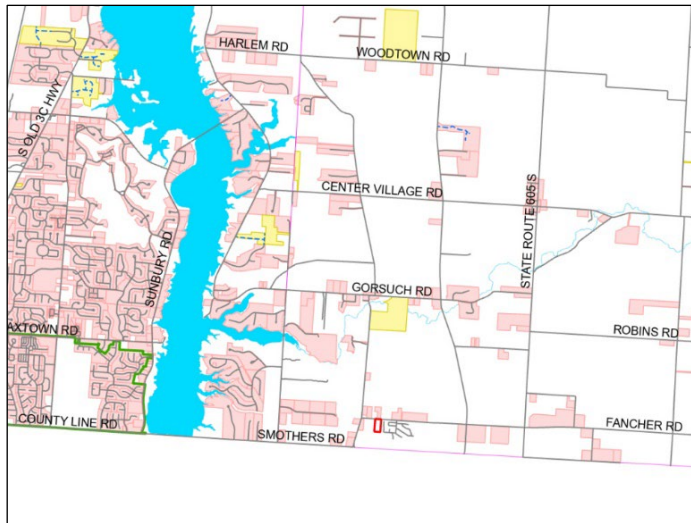 HARLEM RD
WOODTOWN RD
S OLD 3C HWY
CENTER VILLAGE RD
STATE ROUTE 605 S
SUNBURY RD
GORSUCH RD
AXTOWN RD
ROBINS RD
COUNTY LINE RD
SMOTHERS RD
FANCHER RD